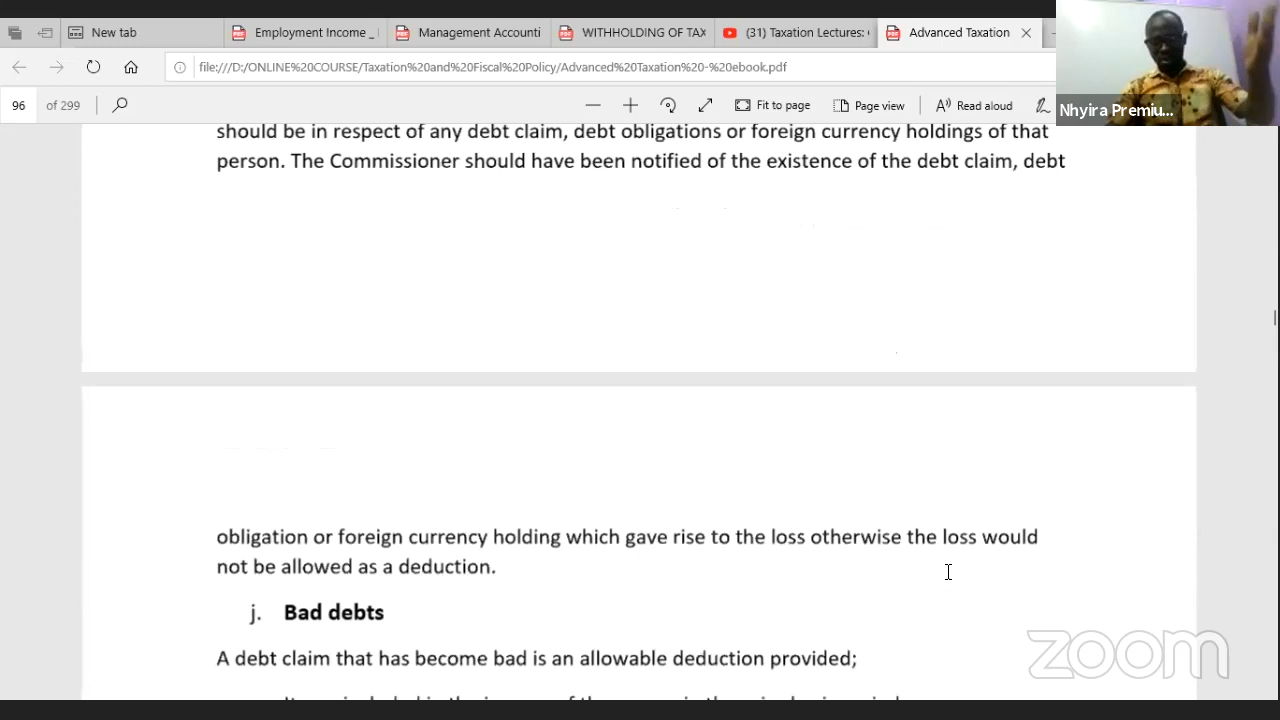 New tab
Employment Income _
Management Accounti
WITHHOLDING OF TAX
(31) Taxation Lectures:
Advanced Taxation
file:///D:/ONLINE%20COURSE/Taxation%20and%20Fiscal%20Policy/Advanced%20Taxation%20-%20ebook.pdf
96 of 299
Fit to page
Page view
Read aloud
Nhyira Premiu...
should be in respect of any debt claim, debt obligations or foreign currency holdings of that
person. The Commissioner should have been notified of the existence of the debt claim, debt
obligation or foreign currency holding which gave rise to the loss otherwise the loss would
not be allowed as a deduction.
j. Bad debts
A debt claim that has become bad is an allowable deduction provided;
zoom